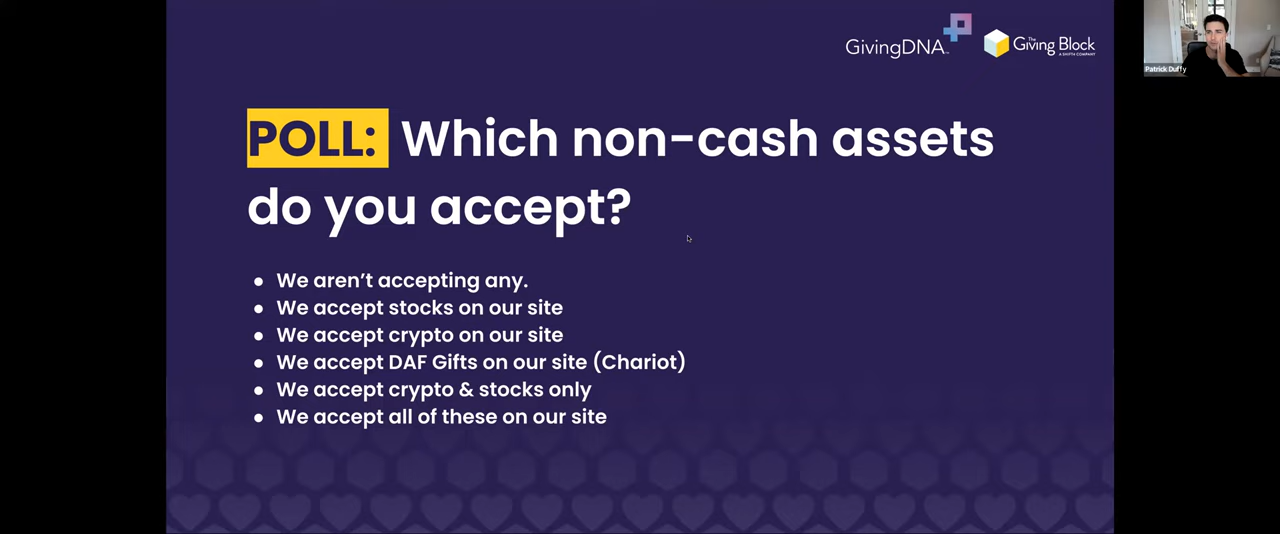 GivingDNA
The Giving Block
A SHIFT4 COMPANY
Patrick Duffy
POLL: Which non-cash assets
do you accept?
● We aren't accepting any.
● We accept stocks on our site
● We accept crypto on our site
● We accept DAF Gifts on our site (Chariot)
● We accept crypto & stocks only
● We accept all of these on our site